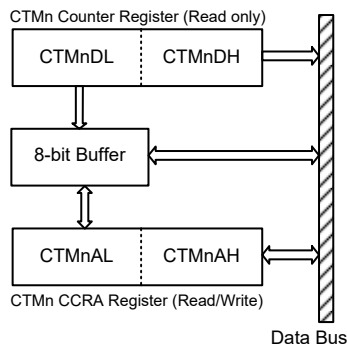 CTMn Counter Register (Read only)
CTMnDL
CTMnDH
8-bit Buffer
CTMnAL
CTMnAH
CTMn CCRA Register (Read/Write)
Data Bus